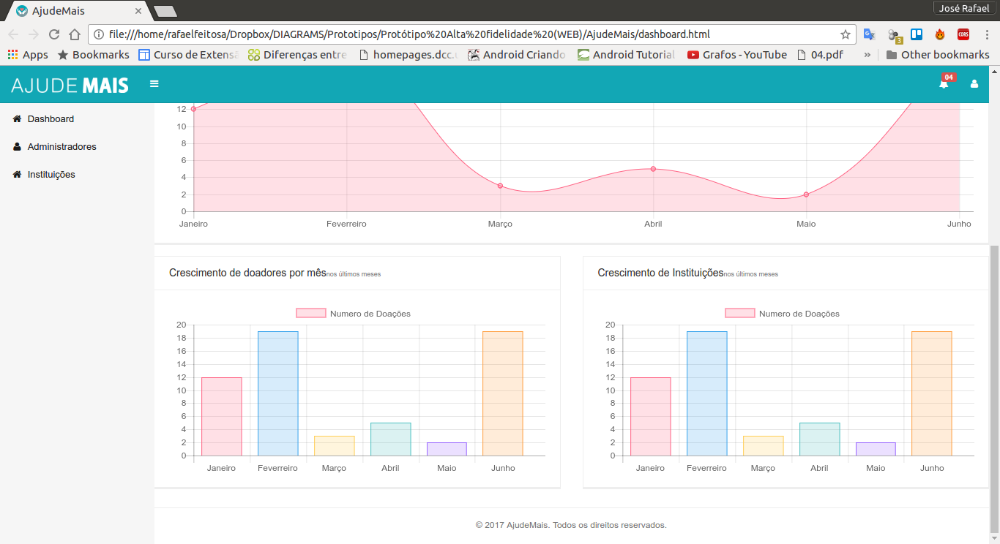 AjudeMais
José Rafael
file:///home/rafaelfeitosa/Dropbox/DIAGRAMS/Prototipos/Protótipo%20Alta%20fidelidade%20(WEB)/AjudeMais/dashboard.html
3
CORS
Apps
Bookmarks
Curso de Extensã
Diferenças entre
homepages.dcc.u
Android Criando
Android Tutorial
Grafos - YouTube
04.pdf
»
Other bookmarks
AJUDE MAIS
04
Dashboard
Administradores
Instituições
12
10
8
6
4
2
0
Janeiro Feverreiro Março Abril Maio Junho
Crescimento de doadores por mêsnos últimos meses
Numero de Doações
20
18
16
14
12
10
8
6
4
2
0
Janeiro Feverreiro Março Abril Maio Junho
Crescimento de Instituiçõesnos últimos meses
Numero de Doações
20
18
16
14
12
10
8
6
4
2
0
Janeiro Feverreiro Março Abril Maio Junho
© 2017 AjudeMais. Todos os direitos reservados.